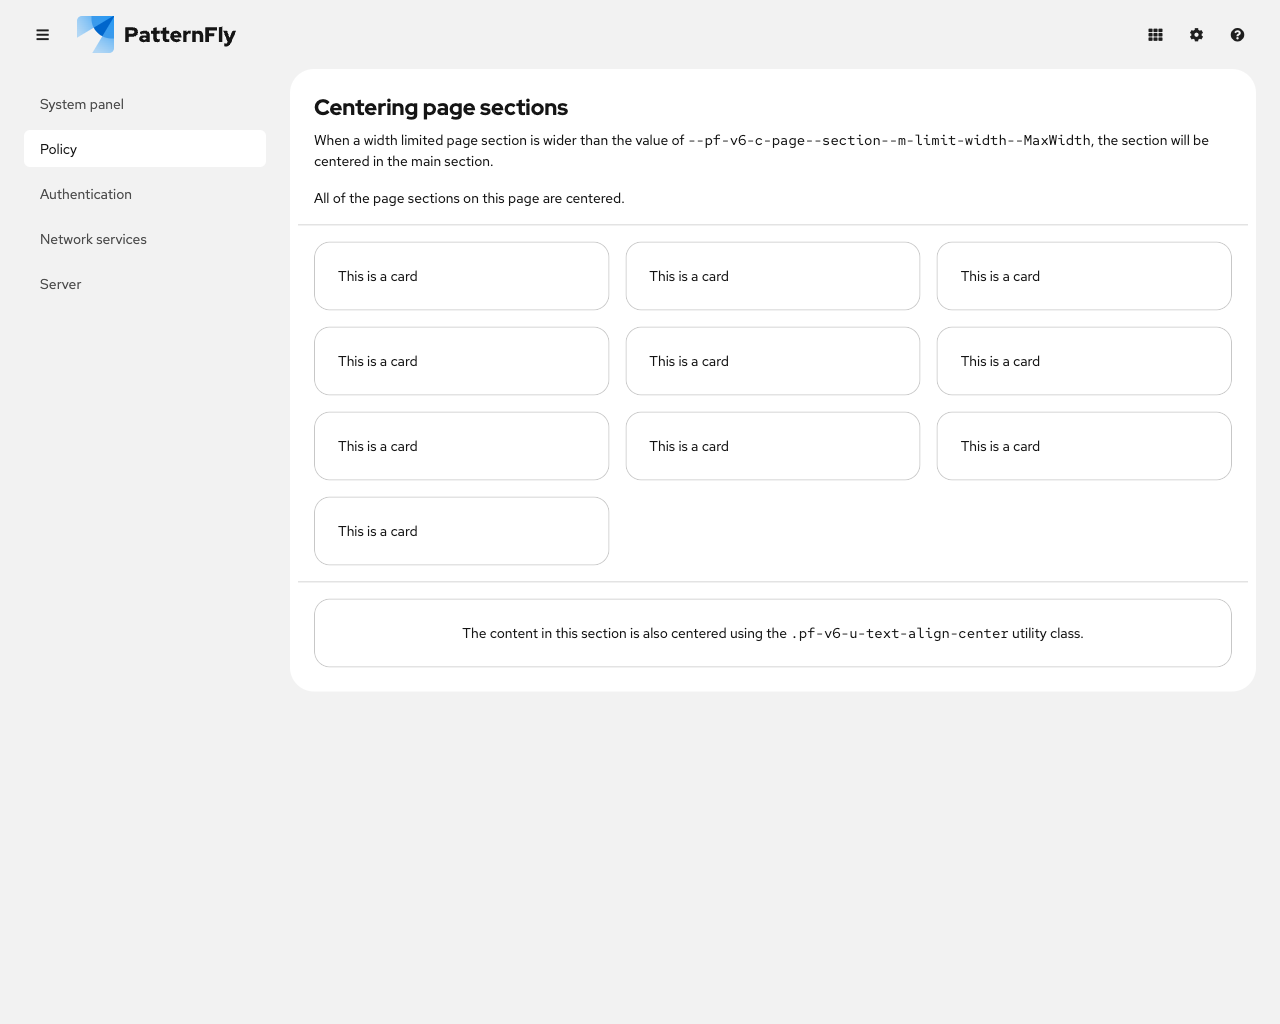 PatternFly
System panel
Policy
Authentication
Network services
Server
Centering page sections
When a width limited page section is wider than the value of --pf-v6-c-page--section--m-limit-width--MaxWidth, the section will be
centered in the main section.
All of the page sections on this page are centered.
This is a card
This is a card
This is a card
This is a card
This is a card
This is a card
This is a card
This is a card
This is a card
This is a card
The content in this section is also centered using the .pf-v6-u-text-align-center utility class.